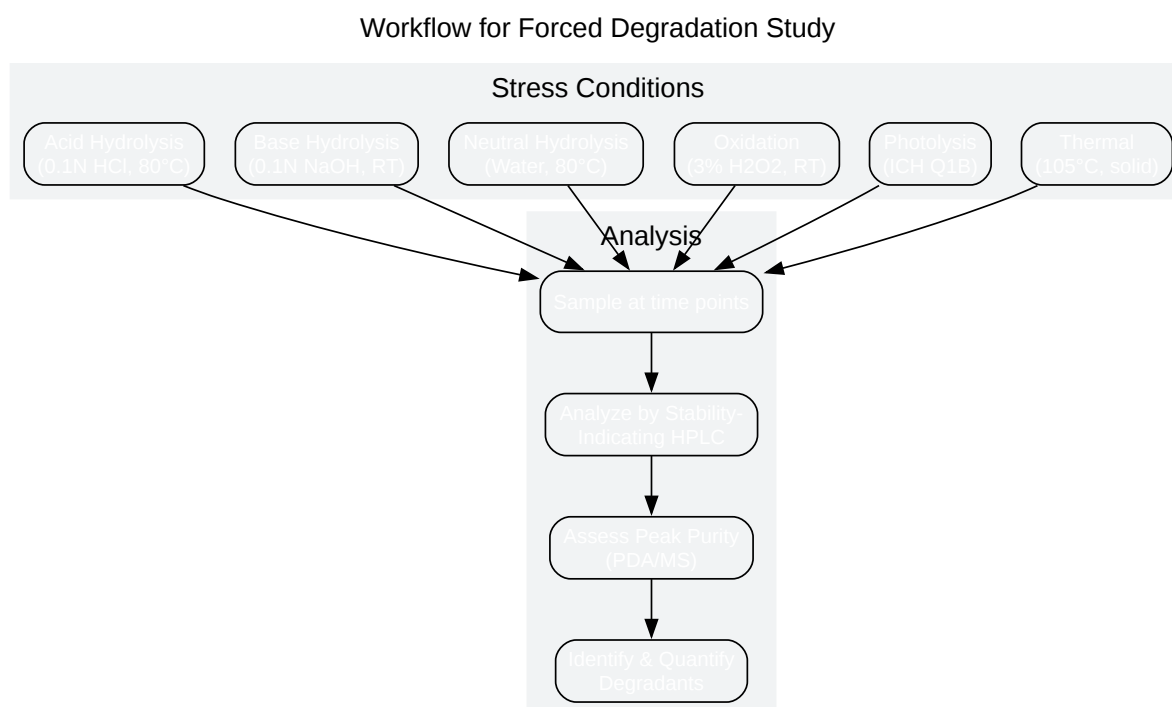 Workflow for Forced Degradation Study
Stress Conditions
Acid Hydrolysis
(0.1N HCl, 80°C)
Base Hydrolysis
(0.1N NaOH, RT)
Neutral Hydrolysis
(Water, 80°C)
Oxidation
(3% H2O2, RT)
Photolysis
(ICH Q1B)
Thermal
(105°C, solid)
Analysis
Sample at time points
Analyze by Stability-
Indicating HPLC
Assess Peak Purity
(PDA/MS)
Identify & Quantify
Degradants